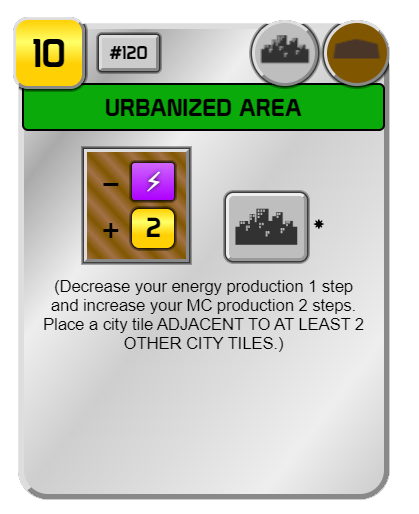 10
#120
URBANIZED AREA
-
+ 2
*
(Decrease your energy production 1 step
and increase your MC production 2 steps.
Place a city tile ADJACENT TO AT LEAST 2
OTHER CITY TILES.)